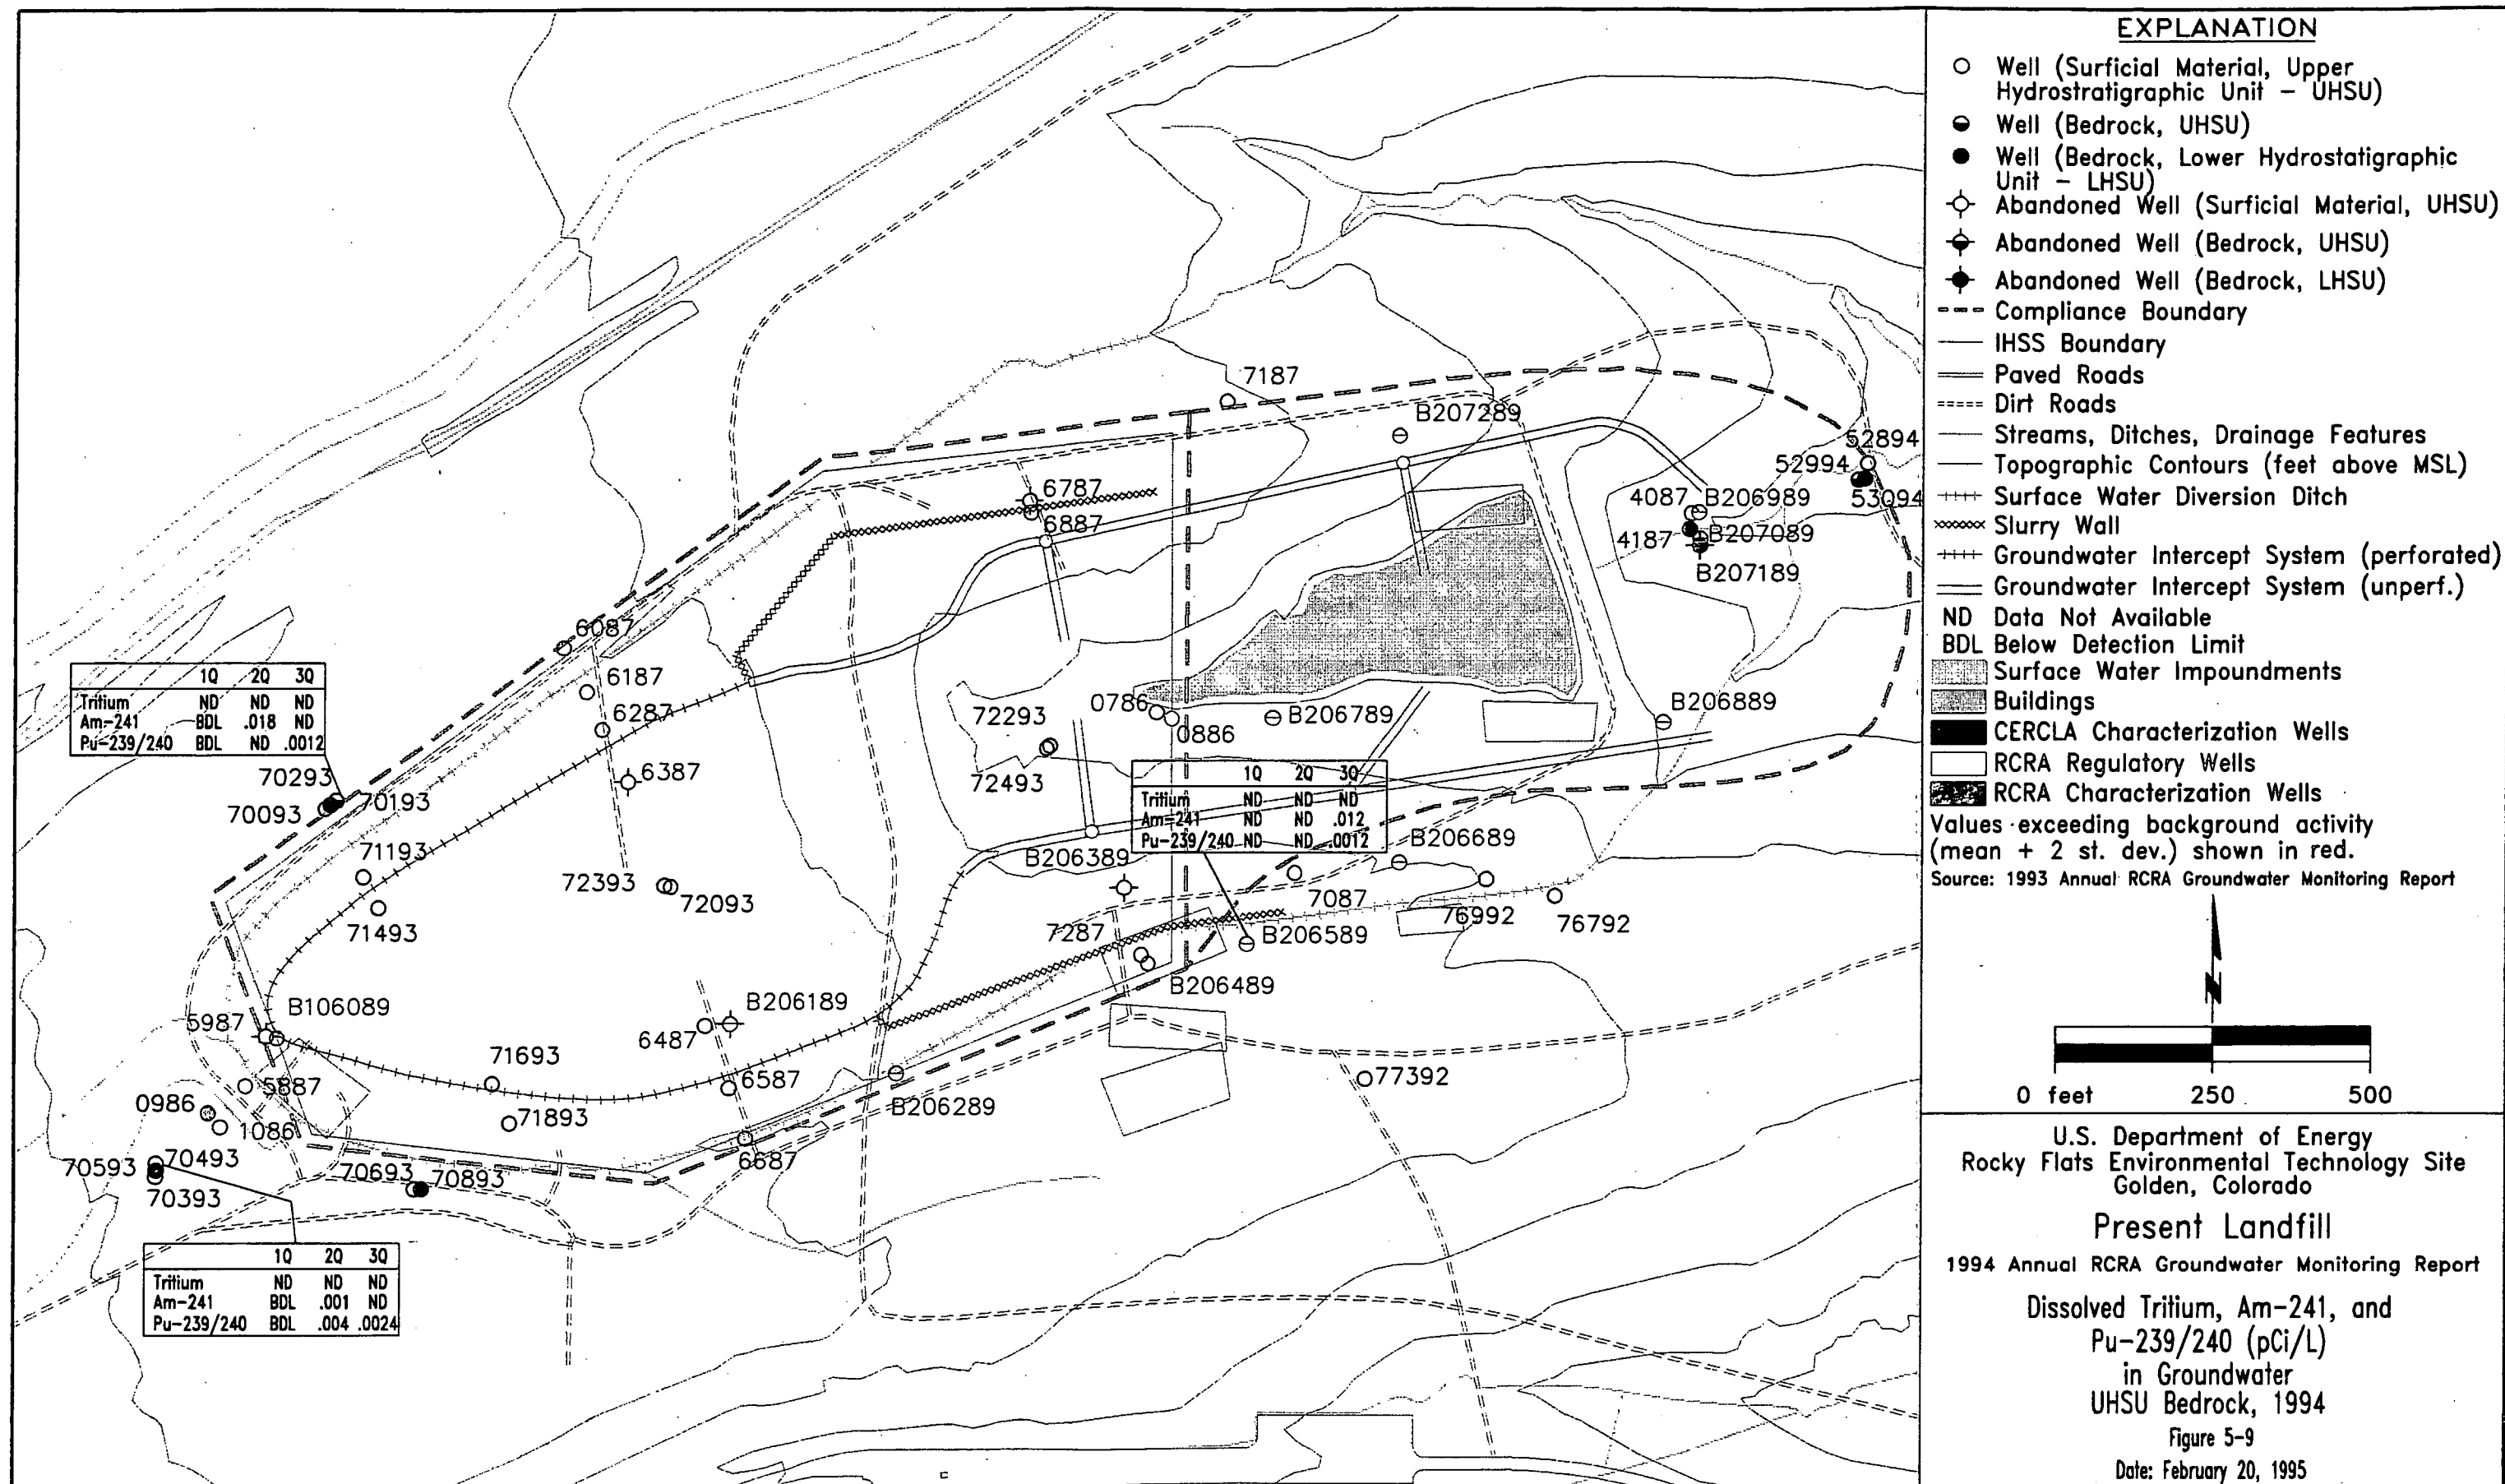 EXPLANATION
Well (Surficial Material, Upper
Hydrostratigraphic Unit - UHSU)
Well (Bedrock, UHSU)
Well (Bedrock, Lower Hydrostatigraphic
Unit - LHSU)
Abandoned Well (Surficial Material, UHSU)
Abandoned Well (Bedrock, UHSU)
Abandoned Well (Bedrock, LHSU)
Compliance Boundary
IHSS Boundary
Paved Roads
Dirt Roads
Streams, Ditches, Drainage Features
Topographic Contours (feet above MSL)
Surface Water Diversion Ditch
Slurry Wall
Groundwater Intercept System (perforated)
Groundwater Intercept System (unperf.)
ND Data Not Available
BDL Below Detection Limit
Surface Water Impoundments
Buildings
CERCLA Characterization Wells
RCRA Regulatory Wells
RCRA Characterization Wells
Values exceeding background activity
(mean + 2 st. dev.) shown in red.
Source: 1993 Annual RCRA Groundwater Monitoring Report
N
0 feet 250 500
U.S. Department of Energy
Rocky Flats Environmental Technology Site
Golden, Colorado
Present Landfill
1994 Annual RCRA Groundwater Monitoring Report
Dissolved Tritium, Am-241, and
Pu-239/240 (pCi/L)
in Groundwater
UHSU Bedrock, 1994
Figure 5-9
Date: February 20, 1995
7187
B207289
52894
52994
53094
6787
6887
4087
B206989
4187
B207089
B207189
6087
6187
6287
6387
72293
72493
0786
0886
B206789
B206889
1Q 2Q 3Q
Tritium ND ND ND
Am-241 BDL .018 ND
Pu-239/240 BDL ND .0012
70293
70093
70193
71193
71493
72393
72093
1Q 2Q 3Q
Tritium ND ND ND
Am-241 ND ND .012
Pu-239/240 ND ND .0012
B206389
B206689
7087
76992
76792
7287
B206589
B206489
5987
B106089
B206189
6487
71693
5887
0986
1086
71893
6587
B206289
77392
6687
70593
70493
70393
70693
70893
1Q 2Q 3Q
Tritium ND ND ND
Am-241 BDL .001 ND
Pu-239/240 BDL .004 .0024